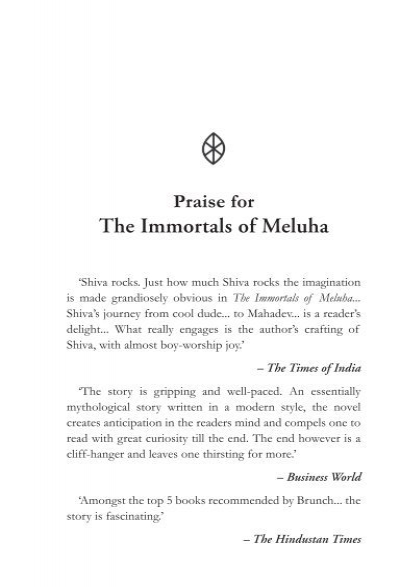 Praise for
The Immortals of Meluha
‘Shiva rocks. Just how much Shiva rocks the imagination
is made grandiosely obvious in The Immortals of Meluha...
Shiva’s journey from cool dude... to Mahadev... is a reader’s
delight... What really engages is the author’s crafting of
Shiva, with almost boy-worship joy.’
– The Times of India
‘The story is gripping and well-paced. An essentially
mythological story written in a modern style, the novel
creates anticipation in the readers mind and compels one to
read with great curiosity till the end. The end however is a
cliff-hanger and leaves one thirsting for more.’
– Business World
‘Amongst the top 5 books recommended by Brunch... the
story is fascinating.’
– The Hindustan Times